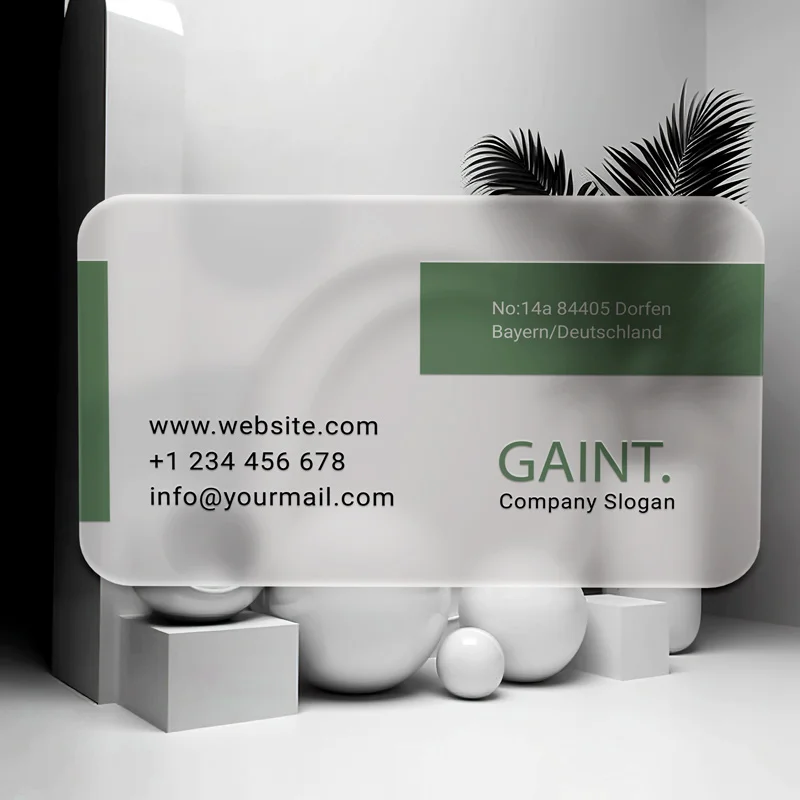 No:14a 84405 Dorfen
Bayern/Deutschland
www.website.com
+1 234 456 678
info@yourmail.com
GAINT.
Company Slogan